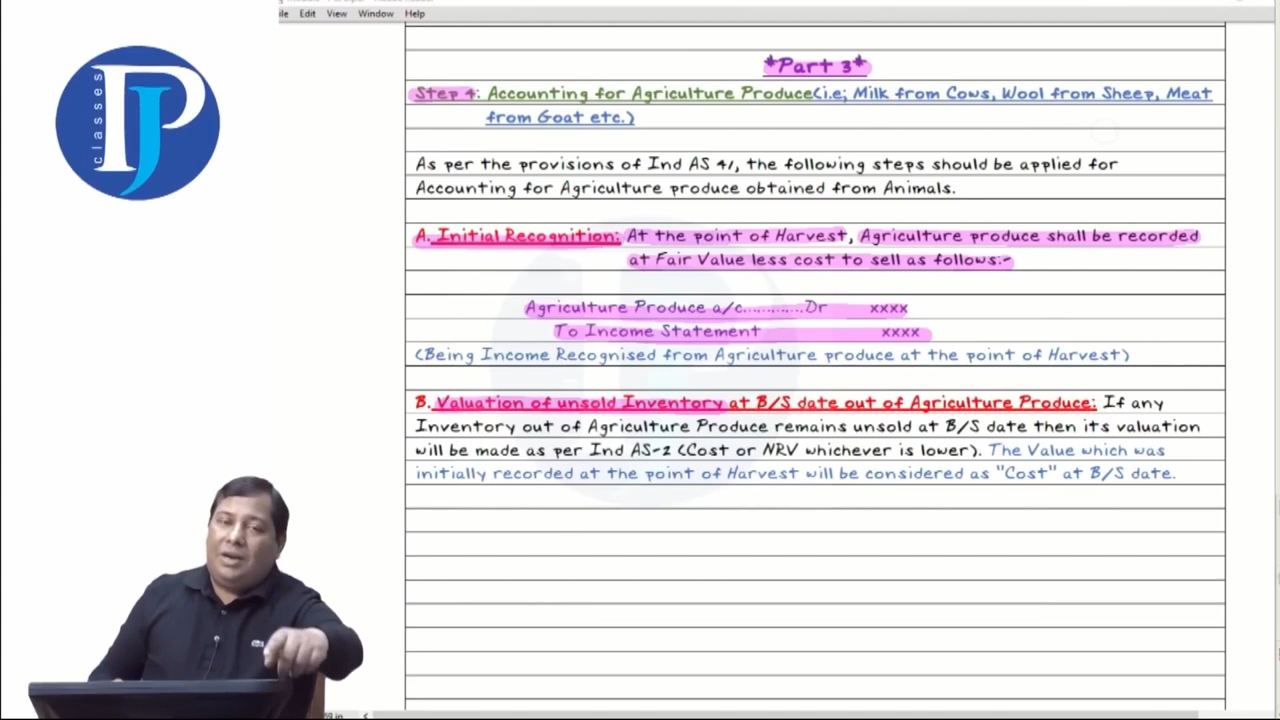 Edit View Window Help
classes
PJ
*Part 3*
Step 4: Accounting for Agriculture Produce(i.e; Milk from Cows, Wool from Sheep, Meat
from Goat etc.)
As per the provisions of Ind AS 41, the following steps should be applied for
Accounting for Agriculture produce obtained from Animals.
A. Initial Recognition: At the point of Harvest, Agriculture produce shall be recorded
at Fair Value less cost to sell as follows:-
Agriculture Produce a/c............Dr xxxx
To Income Statement xxxx
(Being Income Recognised from Agriculture produce at the point of Harvest)
B. Valuation of unsold Inventory at B/S date out of Agriculture Produce: If any
Inventory out of Agriculture Produce remains unsold at B/S date then its valuation
will be made as per Ind AS-2 (Cost or NRV whichever is lower). The Value which was
initially recorded at the point of Harvest will be considered as "Cost" at B/S date.